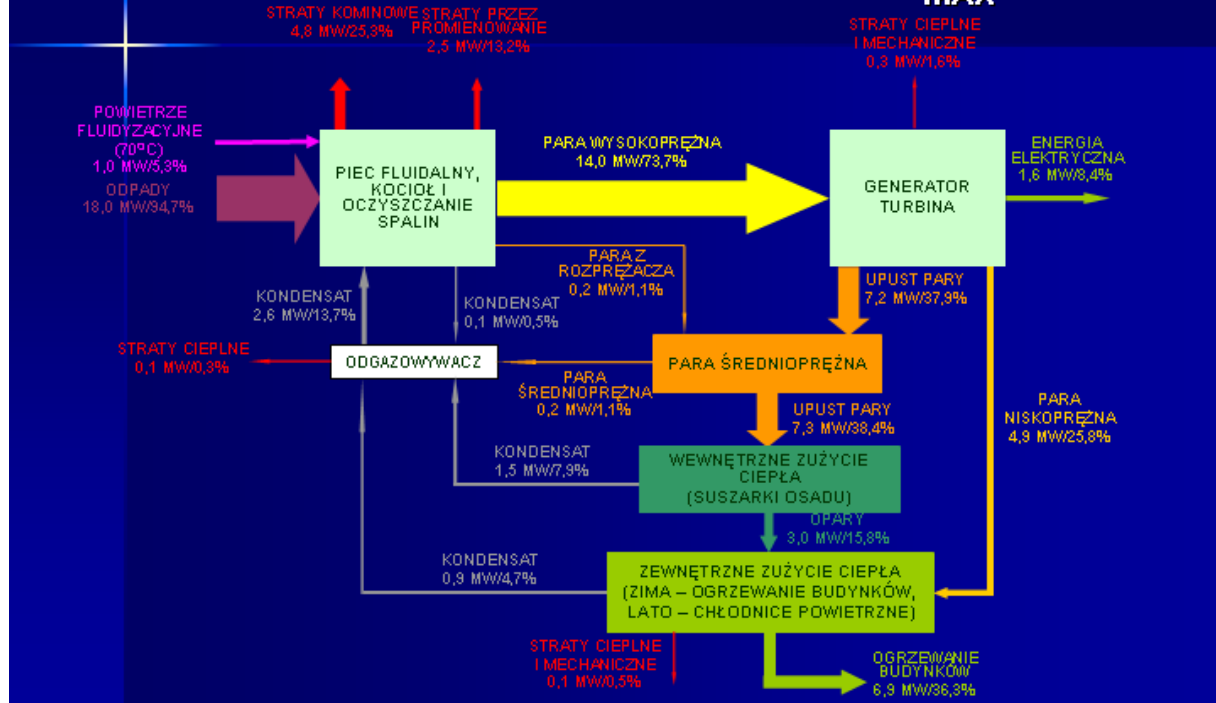 max
STRATY KOMINOWE
4,8 MW/25,3%
STRATY PRZEZ
PROMIENOWANIE
2,5 MW/13,2%
STRATY CIEPLNE
I MECHANICZNE
0,3 MW/1,6%
POWIETRZE
FLUIDYZACYJNE
(70ºC)
1,0 MW/5,3%
ODPADY
18,0 MW/94,7%
PIEC FLUIDALNY,
KOCIOŁ I
OCZYSZCZANIE
SPALIN
PARA WYSOKOPRĘŻNA
14,0 MW/73,7%
GENERATOR
TURBINA
ENERGIA
ELEKTRYCZNA
1,6 MW/8,4%
PARA Z
ROZPRĘŻACZA
0,2 MW/1,1%
UPUST PARY
7,2 MW/37,9%
KONDENSAT
2,6 MW/13,7%
KONDENSAT
0,1 MW/0,5%
STRATY CIEPLNE
0,1 MW/0,3%
ODGAZOWYWACZ
PARA
ŚREDNIOPRĘŻNA
0,2 MW/1,1%
PARA ŚREDNIOPRĘŻNA
UPUST PARY
7,3 MW/38,4%
PARA
NISKOPRĘŻNA
4,9 MW/25,8%
KONDENSAT
1,5 MW/7,9%
WEWNĘTRZNE ZUŻYCIE
CIEPŁA
(SUSZARKI OSADU)
OPARY
3,0 MW/15,8%
KONDENSAT
0,9 MW/4,7%
ZEWNĘTRZNE ZUŻYCIE CIEPŁA
(ZIMA – OGRZEWANIE BUDYNKÓW,
LATO – CHŁODNICE POWIETRZNE)
STRATY CIEPLNE
I MECHANICZNE
0,1 MW/0,5%
OGRZEWANIE
BUDYNKÓW
6,9 MW/36,3%